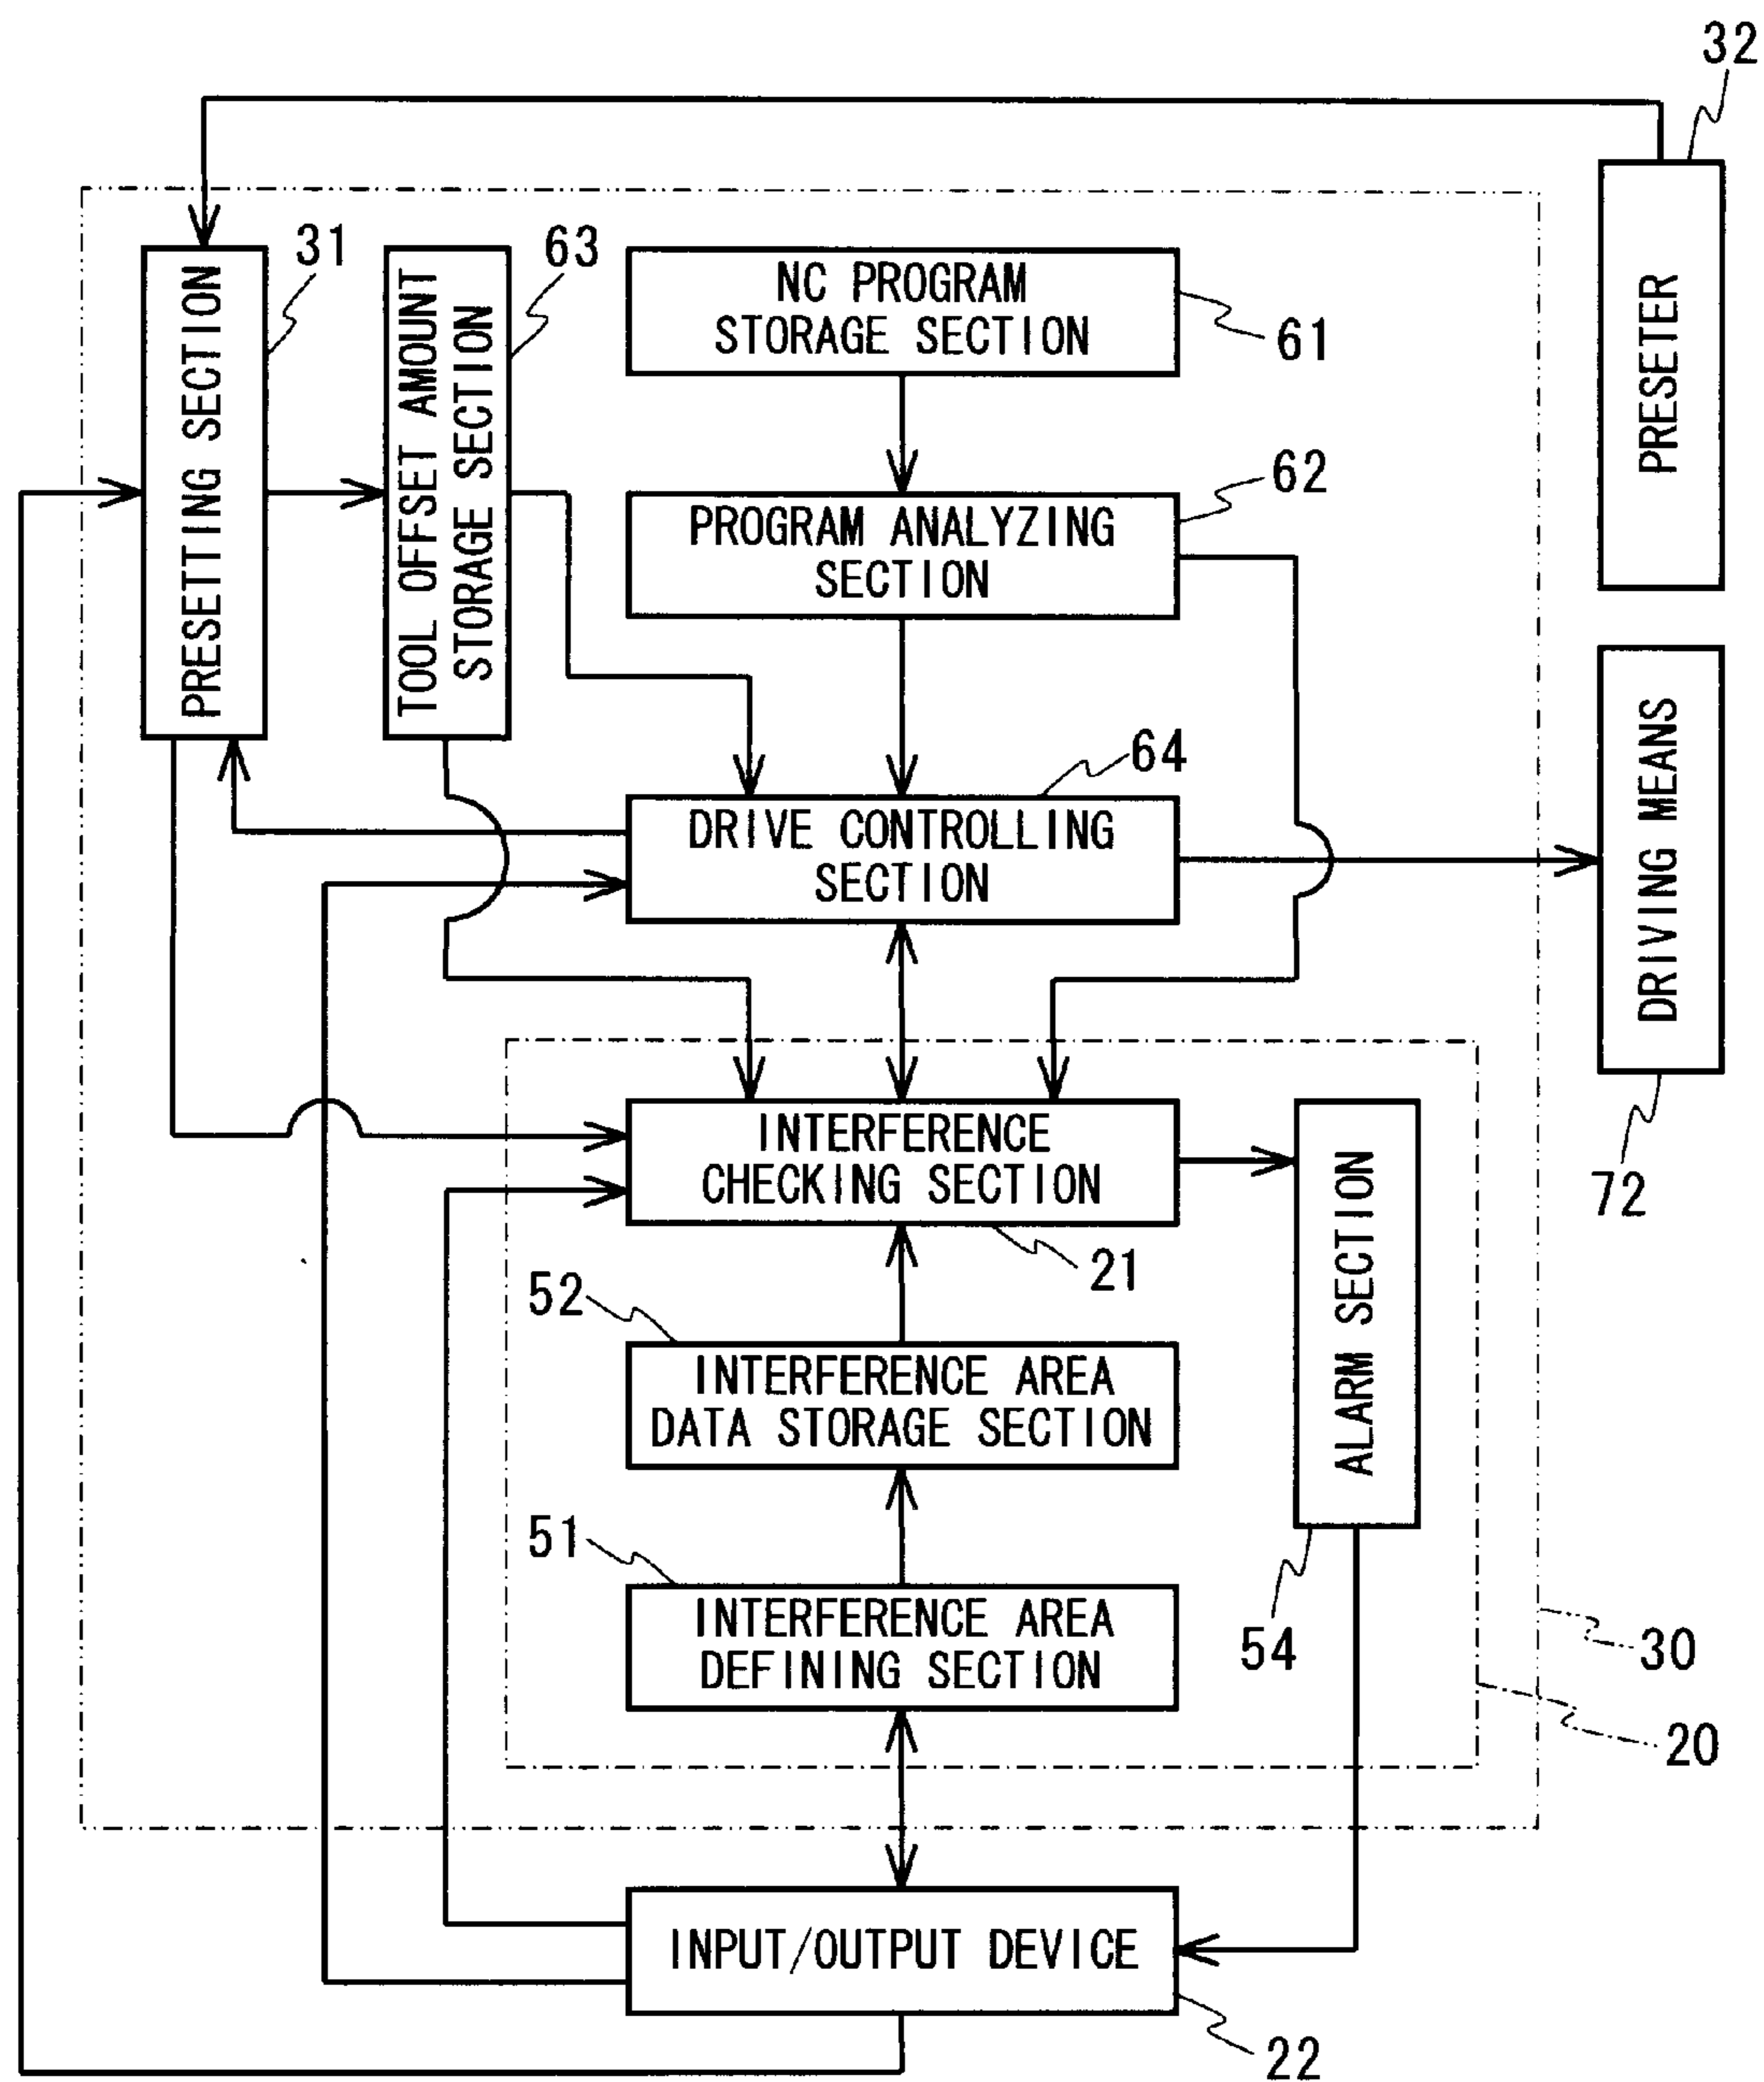 32
31
63
PRESETTING SECTION
TOOL OFFSET AMOUNT
STORAGE SECTION
NC PROGRAM
STORAGE SECTION
61
PRESETER
62
PROGRAM ANALYZING
SECTION
64
DRIVE CONTROLLING
SECTION
DRIVING MEANS
72
INTERFERENCE
CHECKING SECTION
21
ALARM SECTION
54
52
INTERFERENCE AREA
DATA STORAGE SECTION
51
INTERFERENCE AREA
DEFINING SECTION
30
20
INPUT/OUTPUT DEVICE
22